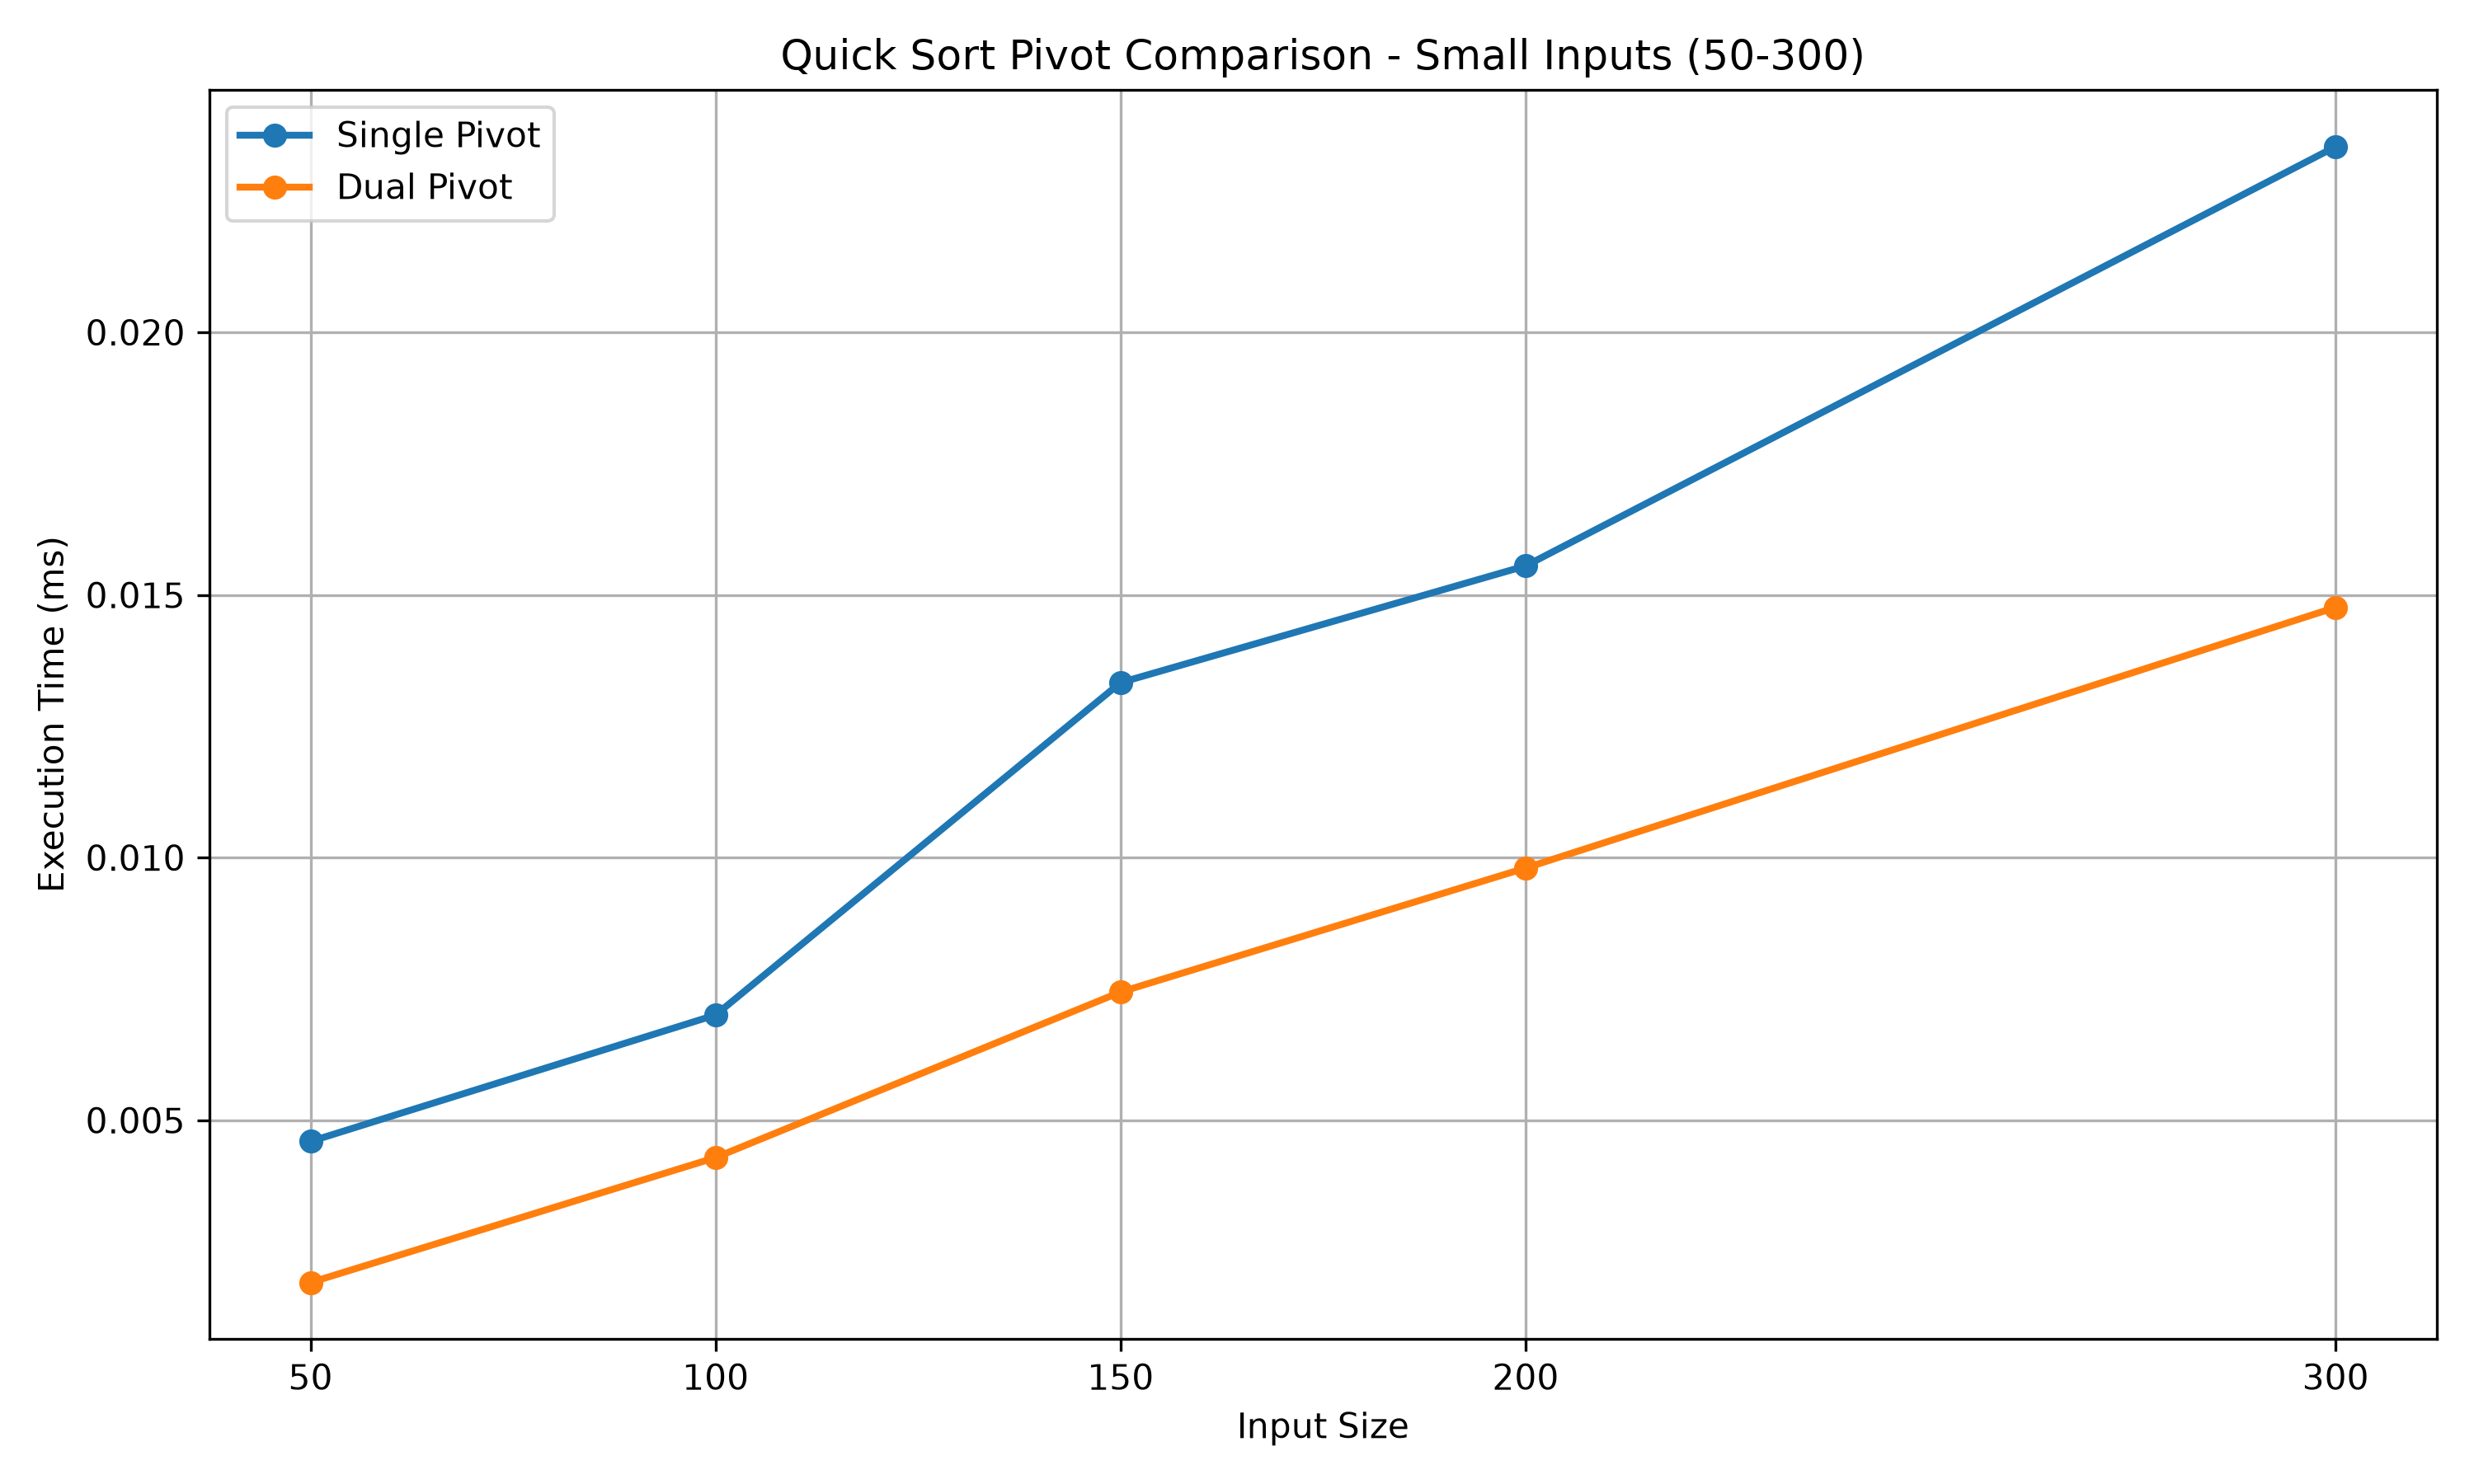 Quick Sort Pivot Comparison - Small Inputs (50-300)
Single Pivot
Dual Pivot
Execution Time (ms)
0.020
0.015
0.010
0.005
50 100 150 200 300
Input Size